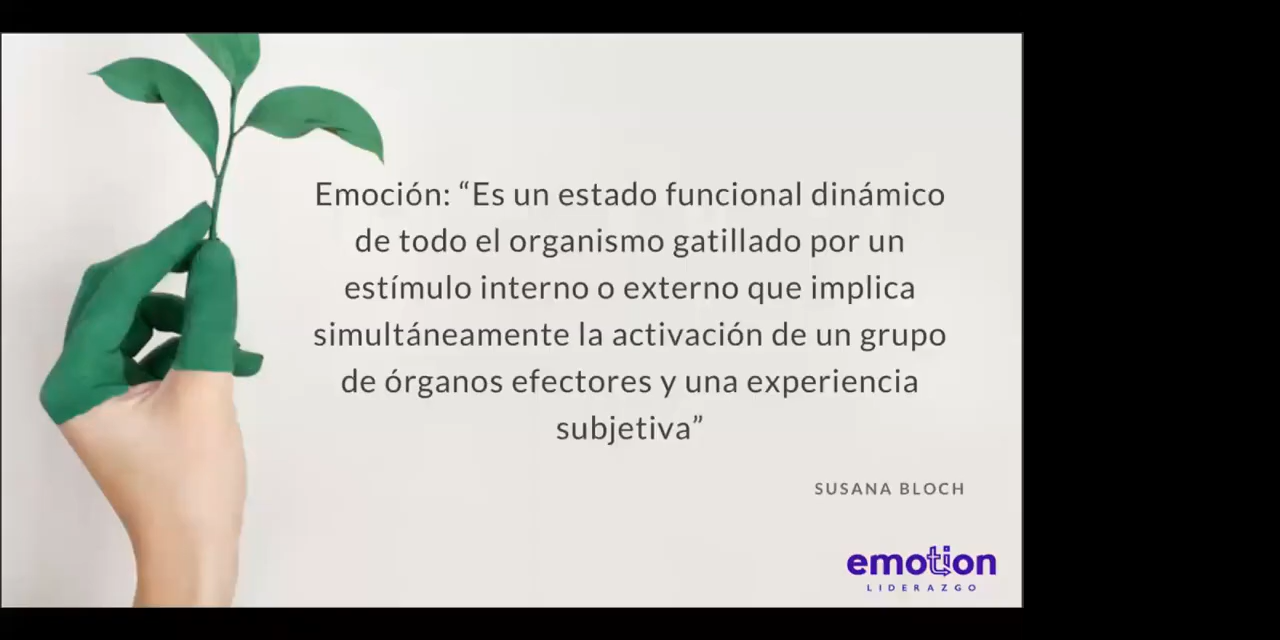 Emoción: “Es un estado funcional dinámico
de todo el organismo gatillado por un
estímulo interno o externo que implica
simultáneamente la activación de un grupo
de órganos efectores y una experiencia
subjetiva”
SUSANA BLOCH
emotion
LIDERAZGO